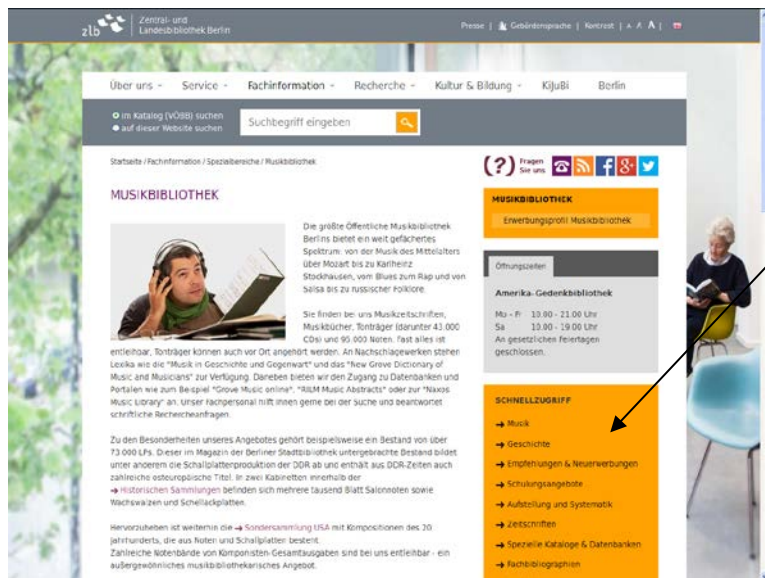 zlb Zentral- und
Landesbibliothek Berlin
Presse | Gebärdensprache | Kontrast | A A A |
Über uns Service Fachinformation Recherche Kultur & Bildung KiJuBi Berlin
im Katalog (VÖBB) suchen
auf dieser Website suchen
Suchbegriff eingeben
Startseite / Fachinformation / Spezialbereiche / Musikbibliothek
(?) Fragen
Sie uns
MUSIKBIBLIOTHEK
Die größte Öffentliche Musikbibliothek
Berlins bietet ein weit gefächertes
Spektrum: von der Musik des Mittelalters
über Mozart bis zu Karlheinz
Stockhausen, vom Blues zum Rap und von
Salsa bis zu russischer Folklore.
Sie finden bei uns Musikzeitschriften,
Musikbücher, Tonträger (darunter 43.000
CDs) und 95.000 Noten. Fast alles ist
entleihbar, Tonträger können auch vor Ort angehört werden. An Nachschlagewerken stehen
Lexika wie die "Musik in Geschichte und Gegenwart" und das "New Grove Dictionary of
Music and Musicians" zur Verfügung. Daneben bieten wir den Zugang zu Datenbanken und
Portalen wie zum Beispiel "Grove Music online", "RILM Music Abstracts" oder zur "Naxos
Music Library" an. Unser Fachpersonal hilft Ihnen gerne bei der Suche und beantwortet
schriftliche Rechercheanfragen.
Zu den Besonderheiten unseres Angebotes gehört beispielsweise ein Bestand von über
73.000 LPs. Dieser im Magazin der Berliner Stadtbibliothek untergebrachte Bestand bildet
unter anderem die Schallplattenproduktion der DDR ab und enthält aus DDR-Zeiten auch
zahlreiche osteuropäische Titel. In zwei Kabinetten innerhalb der
→ Historischen Sammlungen befinden sich mehrere tausend Blatt Salonnoten sowie
Wachswalzen und Schellackplatten.
Hervorzuheben ist weiterhin die → Sondersammlung USA mit Kompositionen des 20.
Jahrhunderts, die aus Noten und Schallplatten besteht.
Zahlreiche Notenbände von Komponisten-Gesamtausgaben sind bei uns entleihbar - ein
außergewöhnliches musikbibliothekarisches Angebot.
MUSIKBIBLIOTHEK
Erwerbungsprofil Musikbibliothek
Öffnungszeiten
Amerika-Gedenkbibliothek
Mo - Fr 10.00 - 21.00 Uhr
Sa 10.00 - 19.00 Uhr
An gesetzlichen Feiertagen
geschlossen.
SCHNELLZUGRIFF
→ Musik
→ Geschichte
→ Empfehlungen & Neuerwerbungen
→ Schulungsangebote
→ Aufstellung und Systematik
→ Zeitschriften
→ Spezielle Kataloge & Datenbanken
→ Fachbibliographien